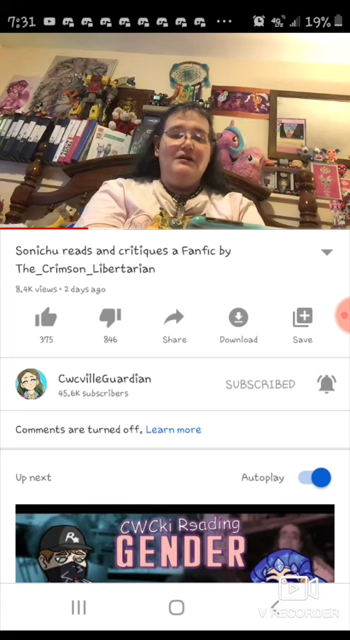 7:31
19%
Sonichu reads and critiques a Fanfic by
The_Crimson_Libertarian
8.4K views · 2 days ago
375
846
Share
Download
Save
CwcvilleGuardian
45.6K subscribers
SUBSCRIBED
Comments are turned off. Learn more
Up next
Autoplay
CWCki Reading
GENDER
V RECORDER